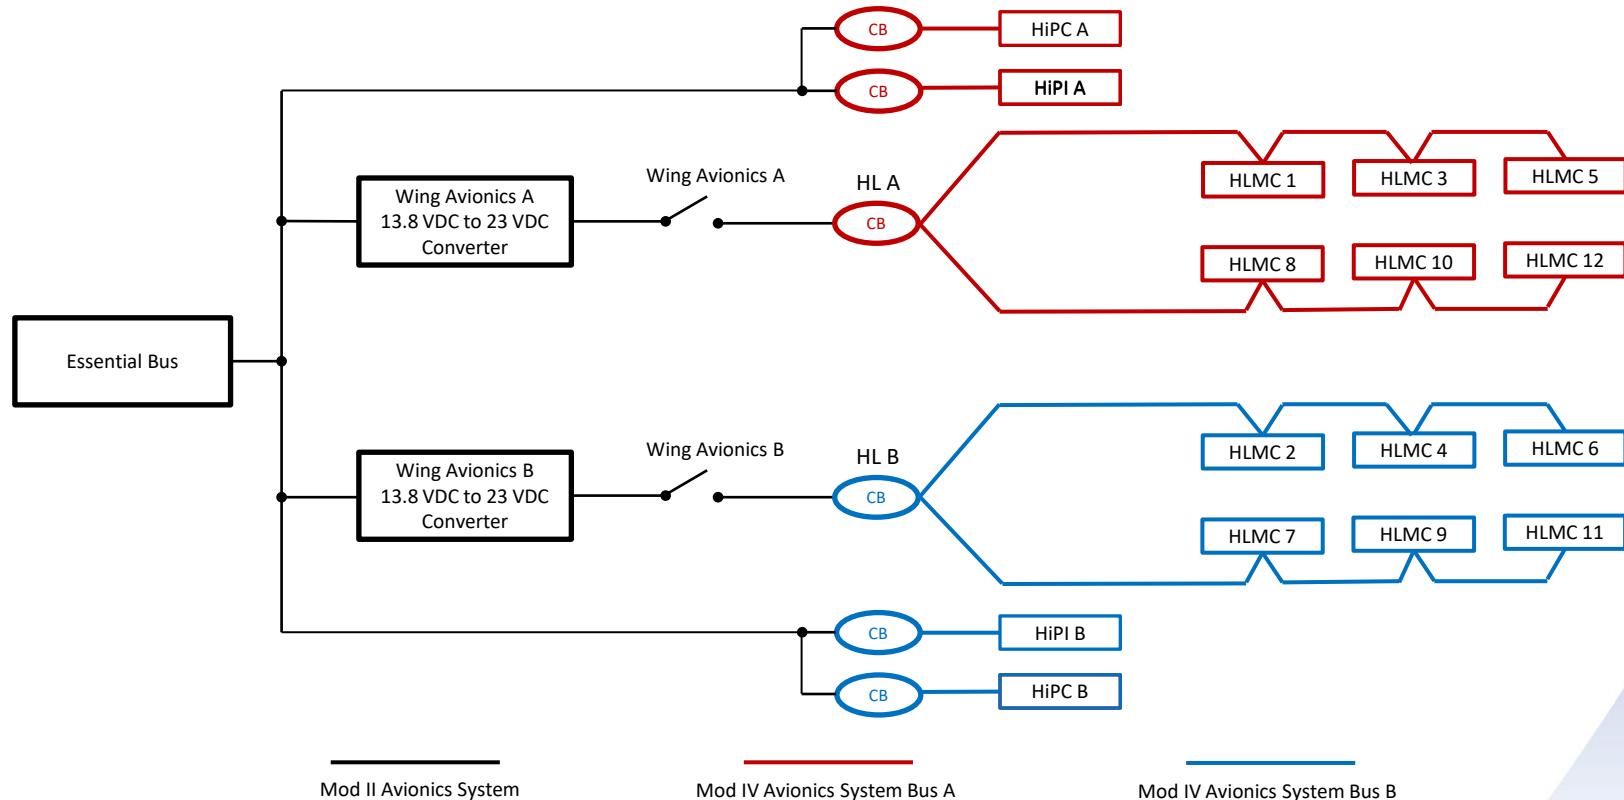 CB
HiPC A
CB
HiPI A
Wing Avionics A
13.8 VDC to 23 VDC
Converter
Wing Avionics A
HL A
CB
HLMC 1
HLMC 3
HLMC 5
HLMC 8
HLMC 10
HLMC 12
Essential Bus
Wing Avionics B
13.8 VDC to 23 VDC
Converter
Wing Avionics B
HL B
CB
HLMC 2
HLMC 4
HLMC 6
HLMC 7
HLMC 9
HLMC 11
CB
HiPI B
CB
HiPC B
Mod II Avionics System
Mod IV Avionics System Bus A
Mod IV Avionics System Bus B